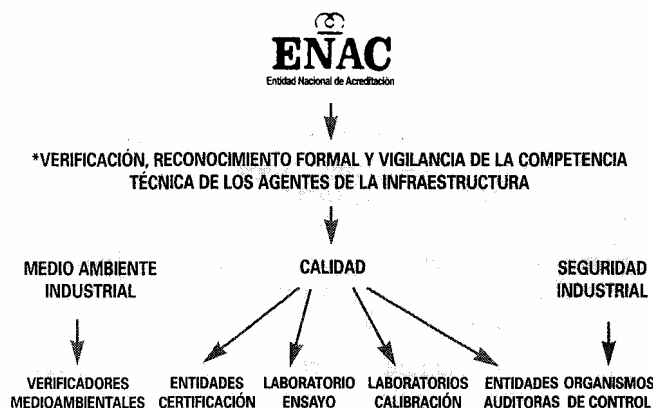 ENAC
Entidad Nacional de Acreditación
*VERIFICACIÓN, RECONOCIMIENTO FORMAL Y VIGILANCIA DE LA COMPETENCIA
TÉCNICA DE LOS AGENTES DE LA INFRAESTRUCTURA
MEDIO AMBIENTE
INDUSTRIAL
CALIDAD
SEGURIDAD
INDUSTRIAL
VERIFICADORES
MEDIOAMBIENTALES
ENTIDADES
CERTIFICACIÓN
LABORATORIO
ENSAYO
LABORATORIOS
CALIBRACIÓN
ENTIDADES
AUDITORAS
ORGANISMOS
DE CONTROL